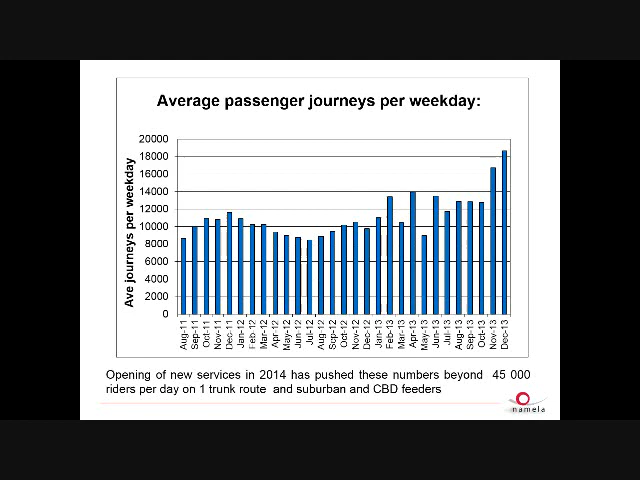 Average passenger journeys per weekday:
Ave journeys per weekday
20000
18000
16000
14000
12000
10000
8000
6000
4000
2000
0
Aug-11
Sep-11
Oct-11
Nov-11
Dec-11
Jan-12
Feb-12
Mar-12
Apr-12
May-12
Jun-12
Jul-12
Aug-12
Sep-12
Oct-12
Nov-12
Dec-12
Jan-13
Feb-13
Mar-13
Apr-13
May-13
Jun-13
Jul-13
Aug-13
Sep-13
Oct-13
Nov-13
Dec-13
Opening of new services in 2014 has pushed these numbers beyond 45 000
riders per day on 1 trunk route and suburban and CBD feeders
namela